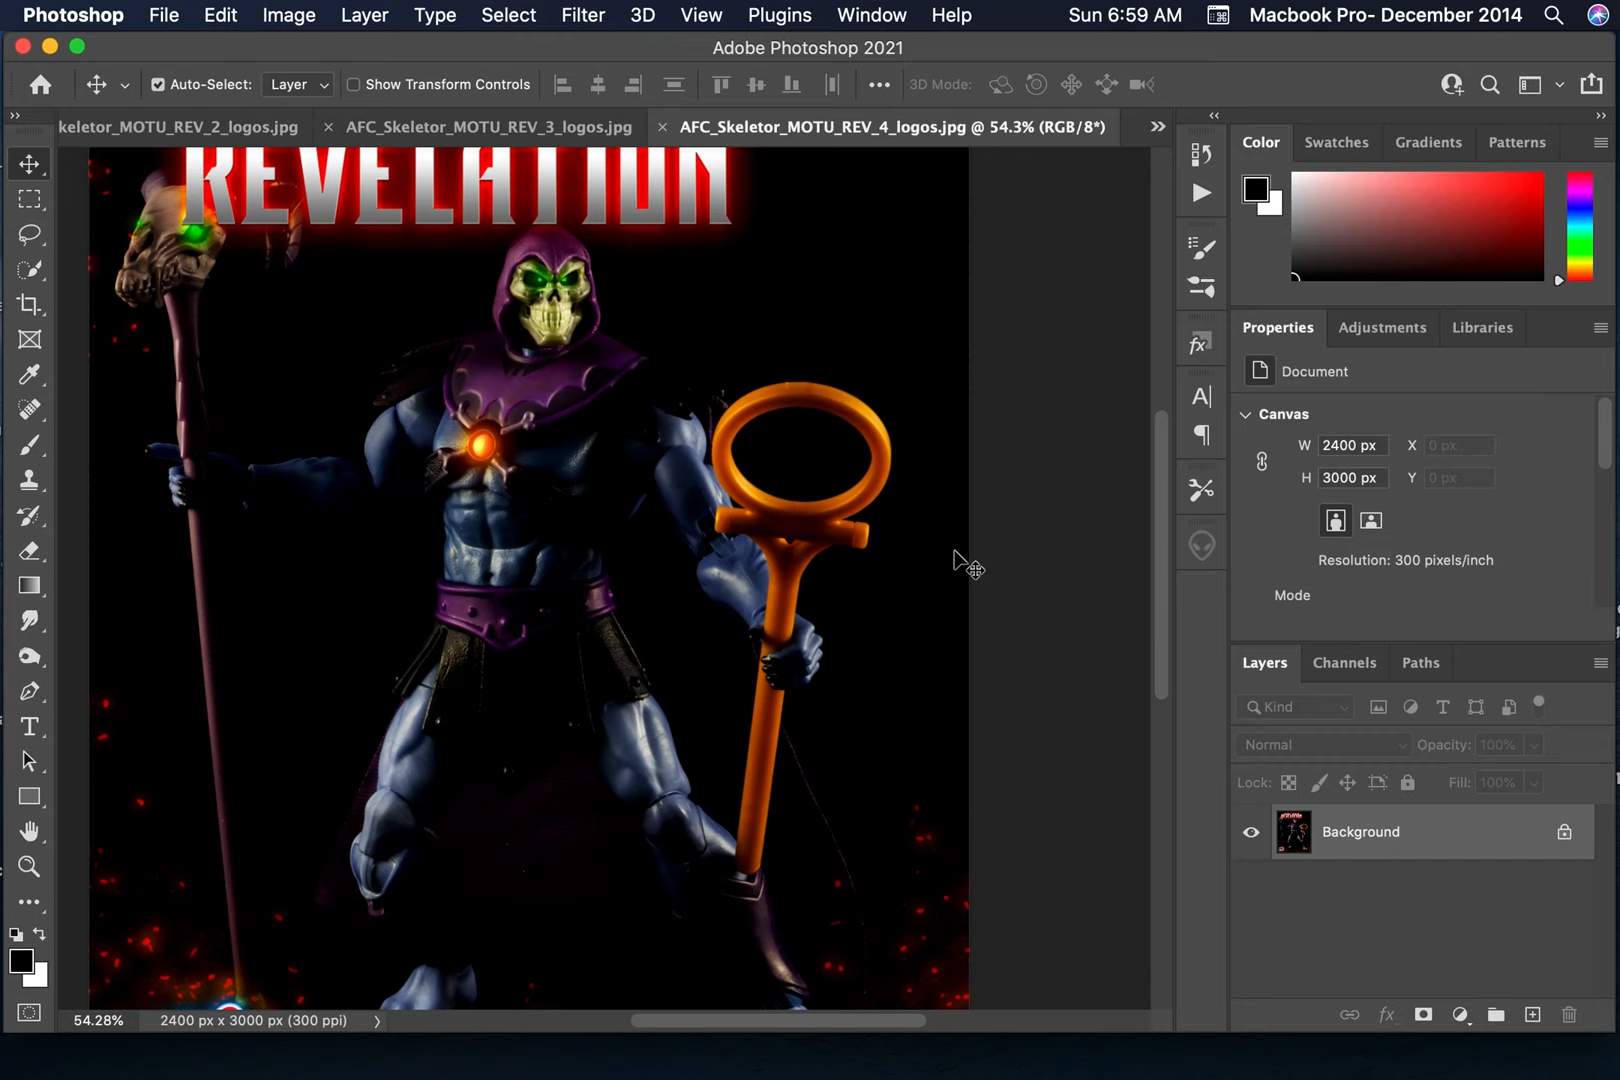 Photoshop File Edit Image Layer Type Select Filter 3D View Plugins Window Help Sun 6:59 AM Macbook Pro- December 2014
Adobe Photoshop 2021
Auto-Select: Layer Show Transform Controls 3D Mode:
keletor_MOTU_REV_2_logos.jpg AFC_Skeletor_MOTU_REV_3_logos.jpg AFC_Skeletor_MOTU_REV_4_logos.jpg @ 54.3% (RGB/8*)
REVELATION
Color Swatches Gradients Patterns
Properties Adjustments Libraries
Document
Canvas
W 2400 px X 0 px
H 3000 px Y 0 px
Resolution: 300 pixels/inch
Mode
Layers Channels Paths
Kind
Normal Opacity: 100%
Lock: Fill: 100%
Background
54.28% 2400 px x 3000 px (300 ppi)